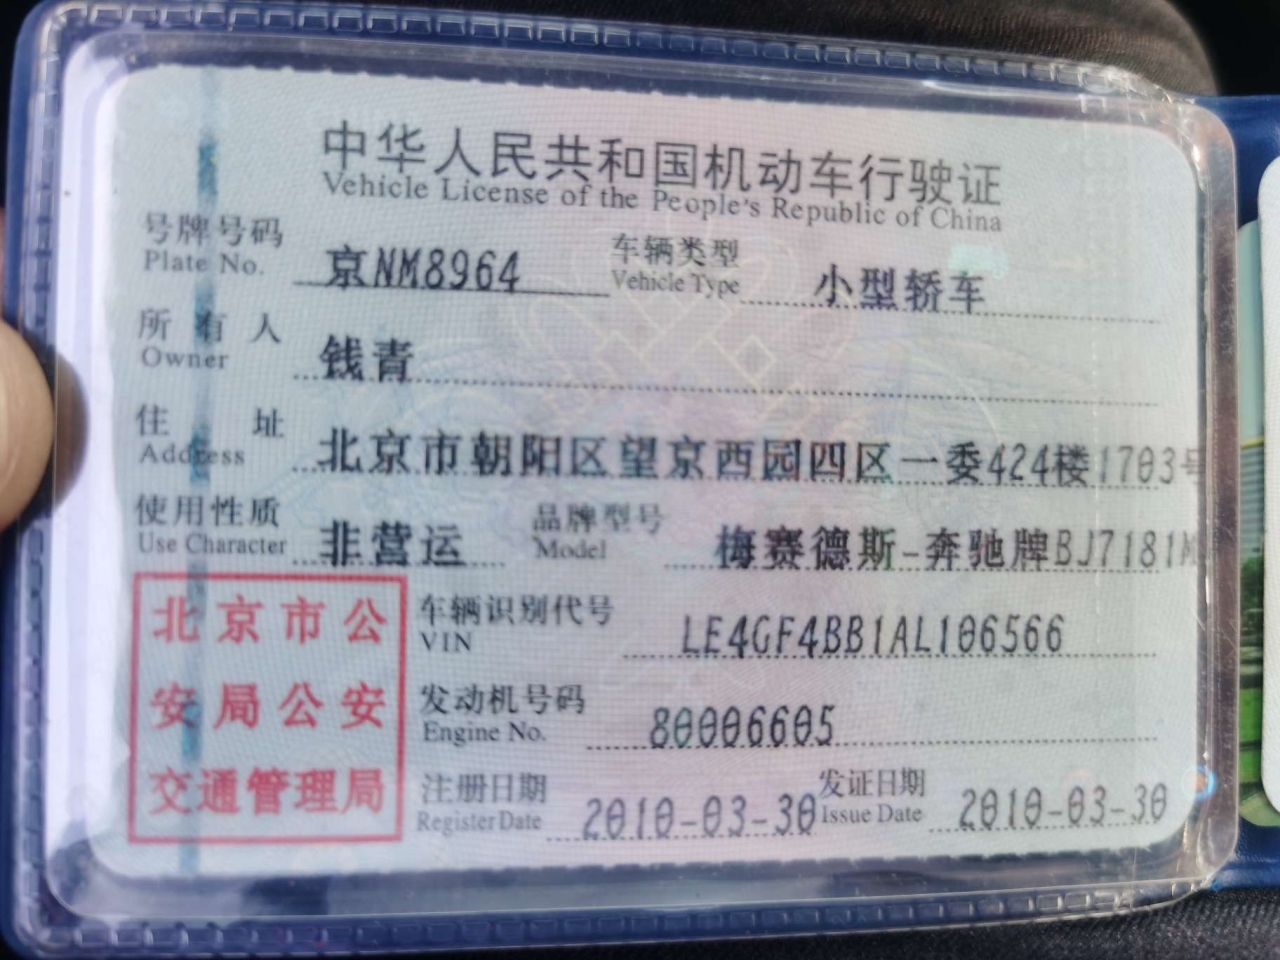 中华人民共和国机动车行驶证
Vehicle License of the People's Republic of China
号牌号码 京NM8964 车辆类型 小型轿车
Plate No. Vehicle Type
所有人 钱青
Owner
住址 北京市朝阳区望京西园四区一委424楼1703号
Address
使用性质 非营运 品牌型号 梅赛德斯-奔驰牌BJ7181M
Use Character Model
北京市公
安局公安
交通管理局
车辆识别代号 LE4GF4BB1AL106566
VIN
发动机号码 80006605
Engine No.
注册日期 2010-03-30 发证日期 2010-03-30
Register Date Issue Date